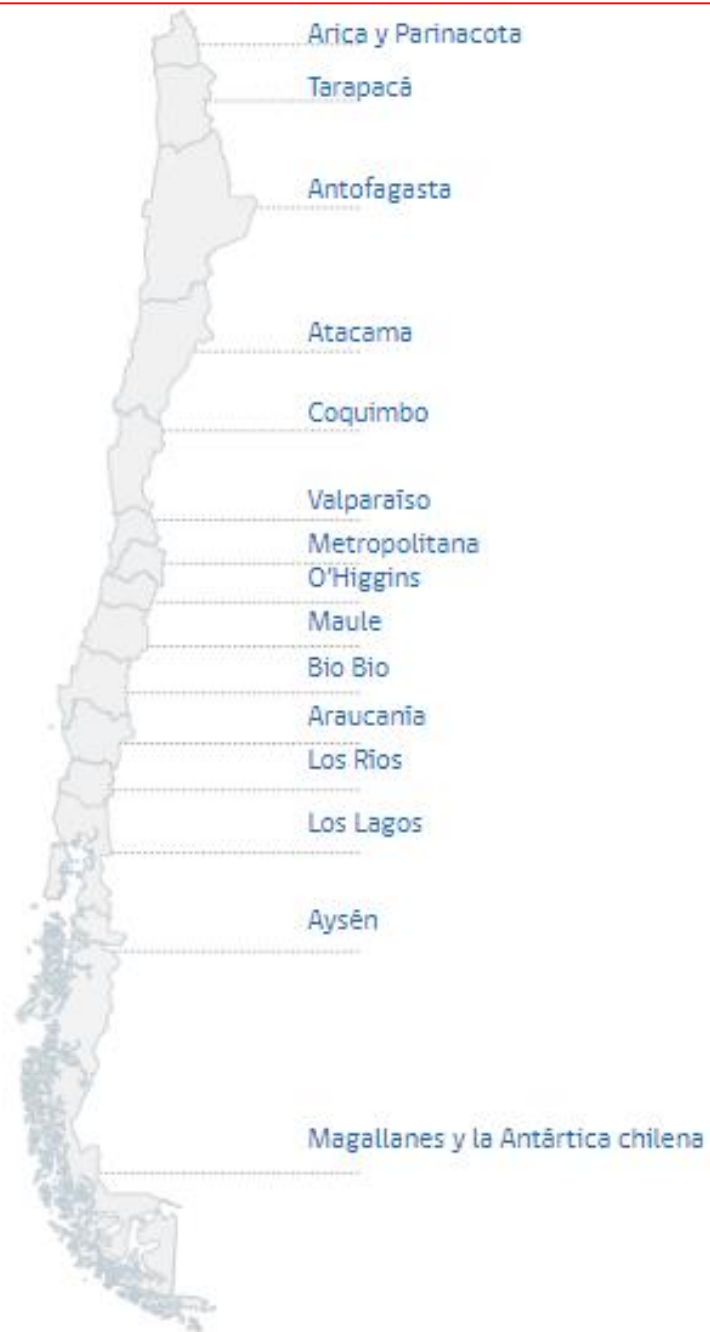 Arica y Parinacota
Tarapacá
Antofagasta
Atacama
Coquimbo
Valparaíso
Metropolitana
O'Higgins
Maule
Bio Bio
Araucanía
Los Ríos
Los Lagos
Aysén
Magallanes y la Antártica chilena